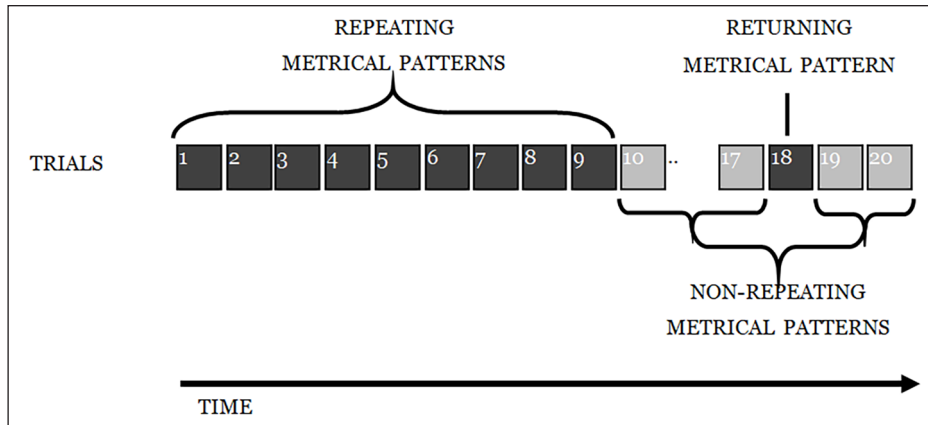 REPEATING
METRICAL PATTERNS
RETURNING
METRICAL PATTERN
TRIALS
1 2 3 4 5 6 7 8 9 10 .. 17 18 19 20
NON-REPEATING
METRICAL PATTERNS
TIME